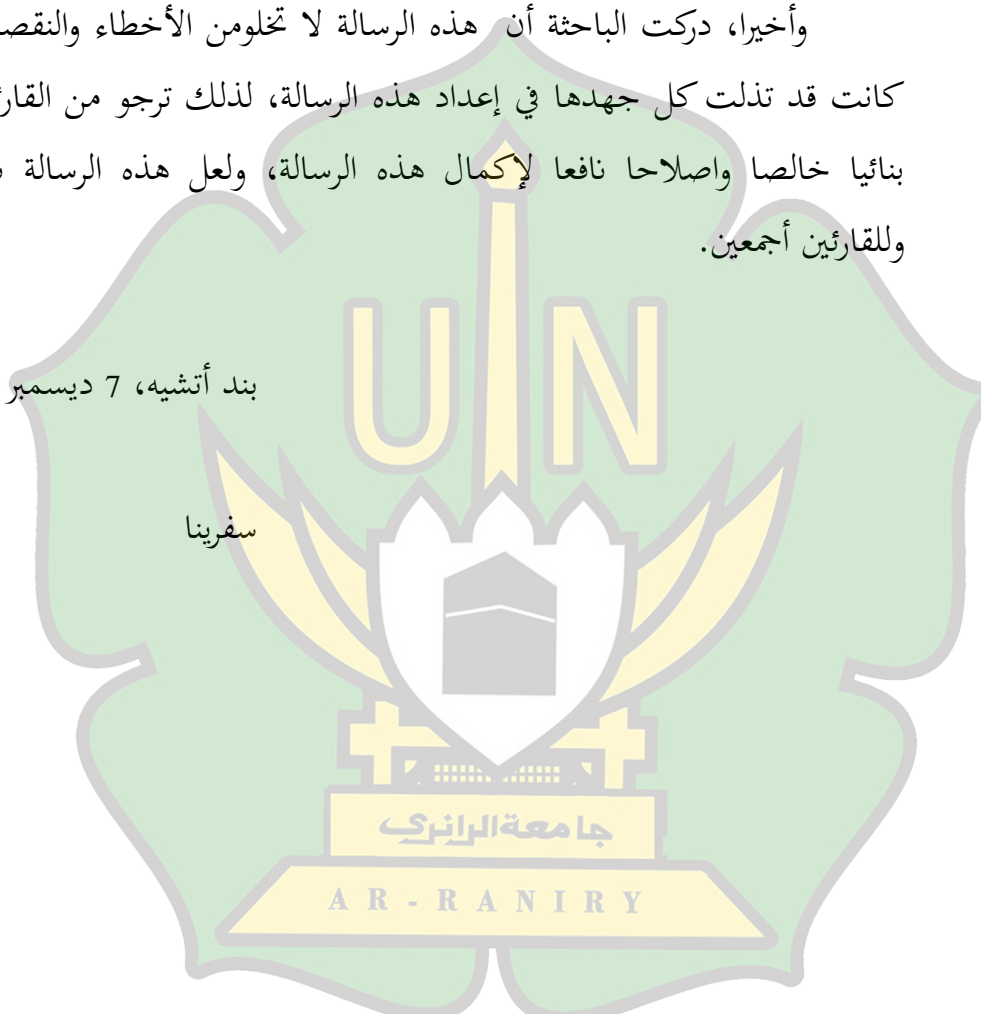 وأخيرا، دركت الباحثة أن هذه الرسالة لا تخلومن الأخطاء والنقص
كانت قد تذلت كل جهدها في إعداد هذه الرسالة، لذلك ترجو من
بنائيا خالصا واصلاحا نافعا لإكمال هذه الرسالة، ولعل هذه الرسالة
وللقارئين أجمعين.
بند أتشيه، 7 ديسمبر
سفرينا
UIN
جامعة الرانري
AR - RANIRY